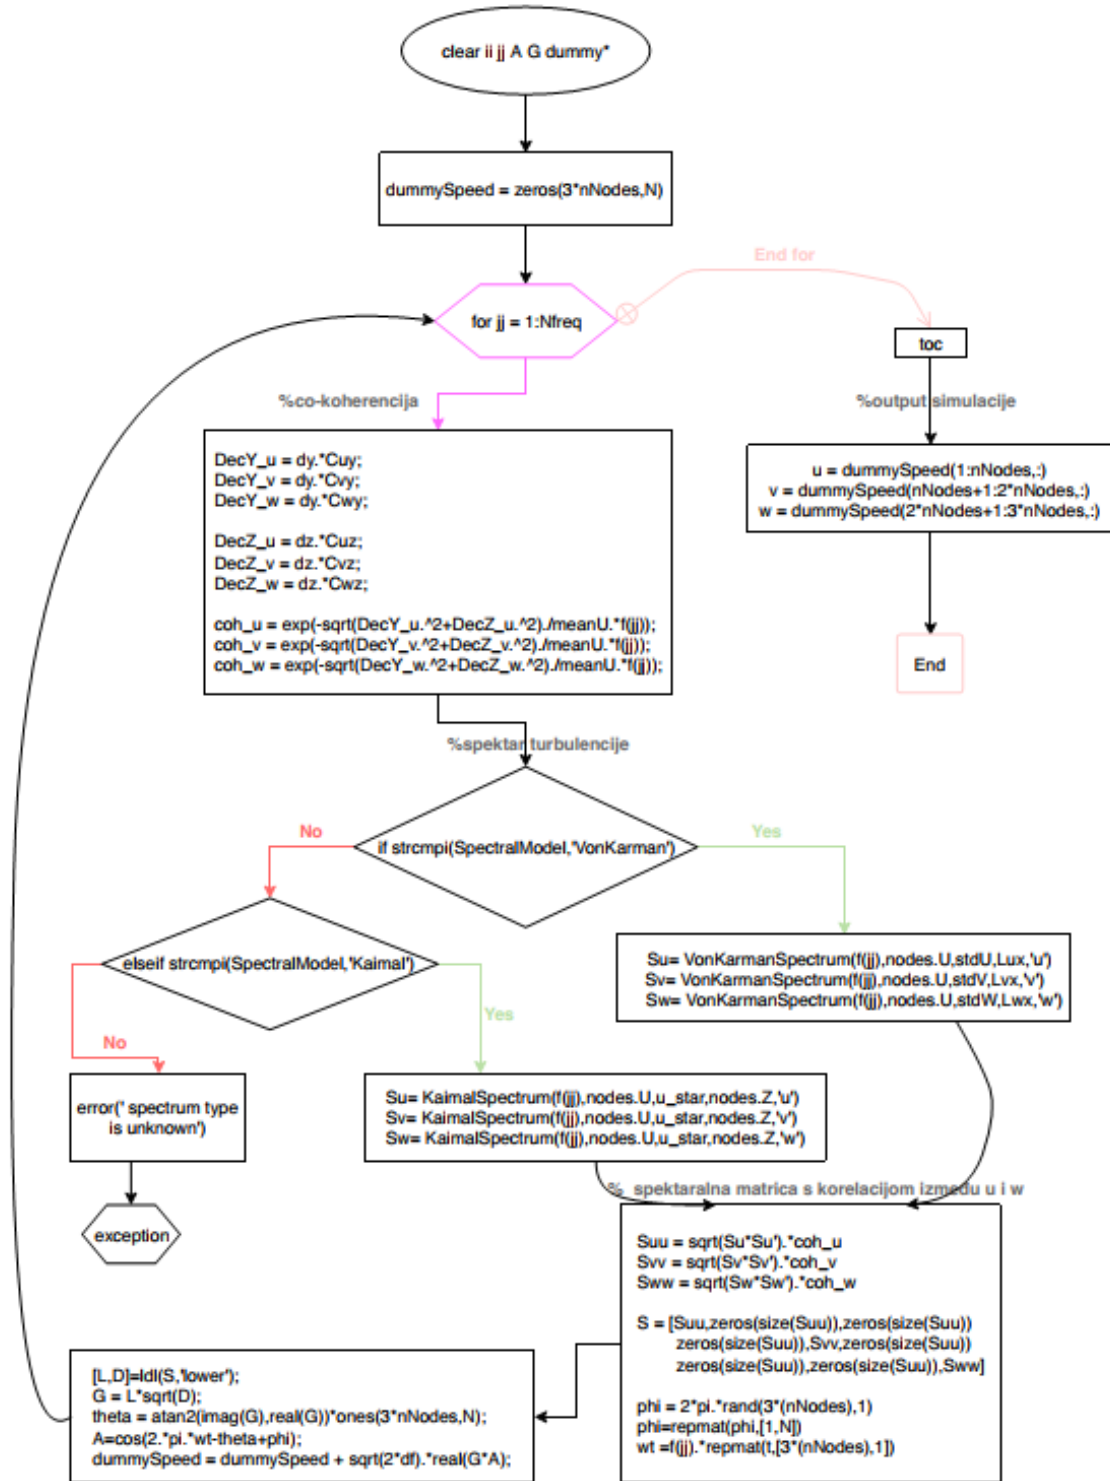 clear ii jj A G dummy*
dummySpeed = zeros(3*nNodes,N)
End for
for jj = 1:Nfreq
toc
%co-koherencija
%output simulacije
DecY_u = dy.*Cuy;
DecY_v = dy.*Cvy;
DecY_w = dy.*Cwy;
DecZ_u = dz.*Cuz;
DecZ_v = dz.*Cvz;
DecZ_w = dz.*Cwz;
coh_u = exp(-sqrt(DecY_u.^2+DecZ_u.^2)./meanU.*f(jj));
coh_v = exp(-sqrt(DecY_v.^2+DecZ_v.^2)./meanU.*f(jj));
coh_w = exp(-sqrt(DecY_w.^2+DecZ_w.^2)./meanU.*f(jj));
u = dummySpeed(1:nNodes,:)
v = dummySpeed(nNodes+1:2*nNodes,:)
w = dummySpeed(2*nNodes+1:3*nNodes,:)
End
%spektar turbulencije
No
if strcmpi(SpectralModel,'VonKarman')
Yes
elseif strcmpi(SpectralModel,'Kaimal')
Su= VonKarmanSpectrum(f(jj),nodes.U,stdU,Lux,'u')
Sv= VonKarmanSpectrum(f(jj),nodes.U,stdV,Lvx,'v')
Sw= VonKarmanSpectrum(f(jj),nodes.U,stdW,Lwx,'w')
No
Yes
error(' spectrum type
is unknown')
Su= KaimalSpectrum(f(jj),nodes.U,u_star,nodes.Z,'u')
Sv= KaimalSpectrum(f(jj),nodes.U,u_star,nodes.Z,'v')
Sw= KaimalSpectrum(f(jj),nodes.U,u_star,nodes.Z,'w')
exception
% spektaralna matrica s korelacijom između u i w
Suu = sqrt(Su*Su').*coh_u
Svv = sqrt(Sv*Sv').*coh_v
Sww = sqrt(Sw*Sw').*coh_w
S = [Suu,zeros(size(Suu)),zeros(size(Suu))
zeros(size(Suu)),Svv,zeros(size(Suu))
zeros(size(Suu)),zeros(size(Suu)),Sww]
phi = 2*pi.*rand(3*(nNodes),1)
phi=repmat(phi,[1,N])
wt =f(jj).*repmat(t,[3*(nNodes),1])
[L,D]=ldl(S,'lower');
G = L*sqrt(D);
theta = atan2(imag(G),real(G))*ones(3*nNodes,N);
A=cos(2.*pi.*wt-theta+phi);
dummySpeed = dummySpeed + sqrt(2*df).*real(G*A);